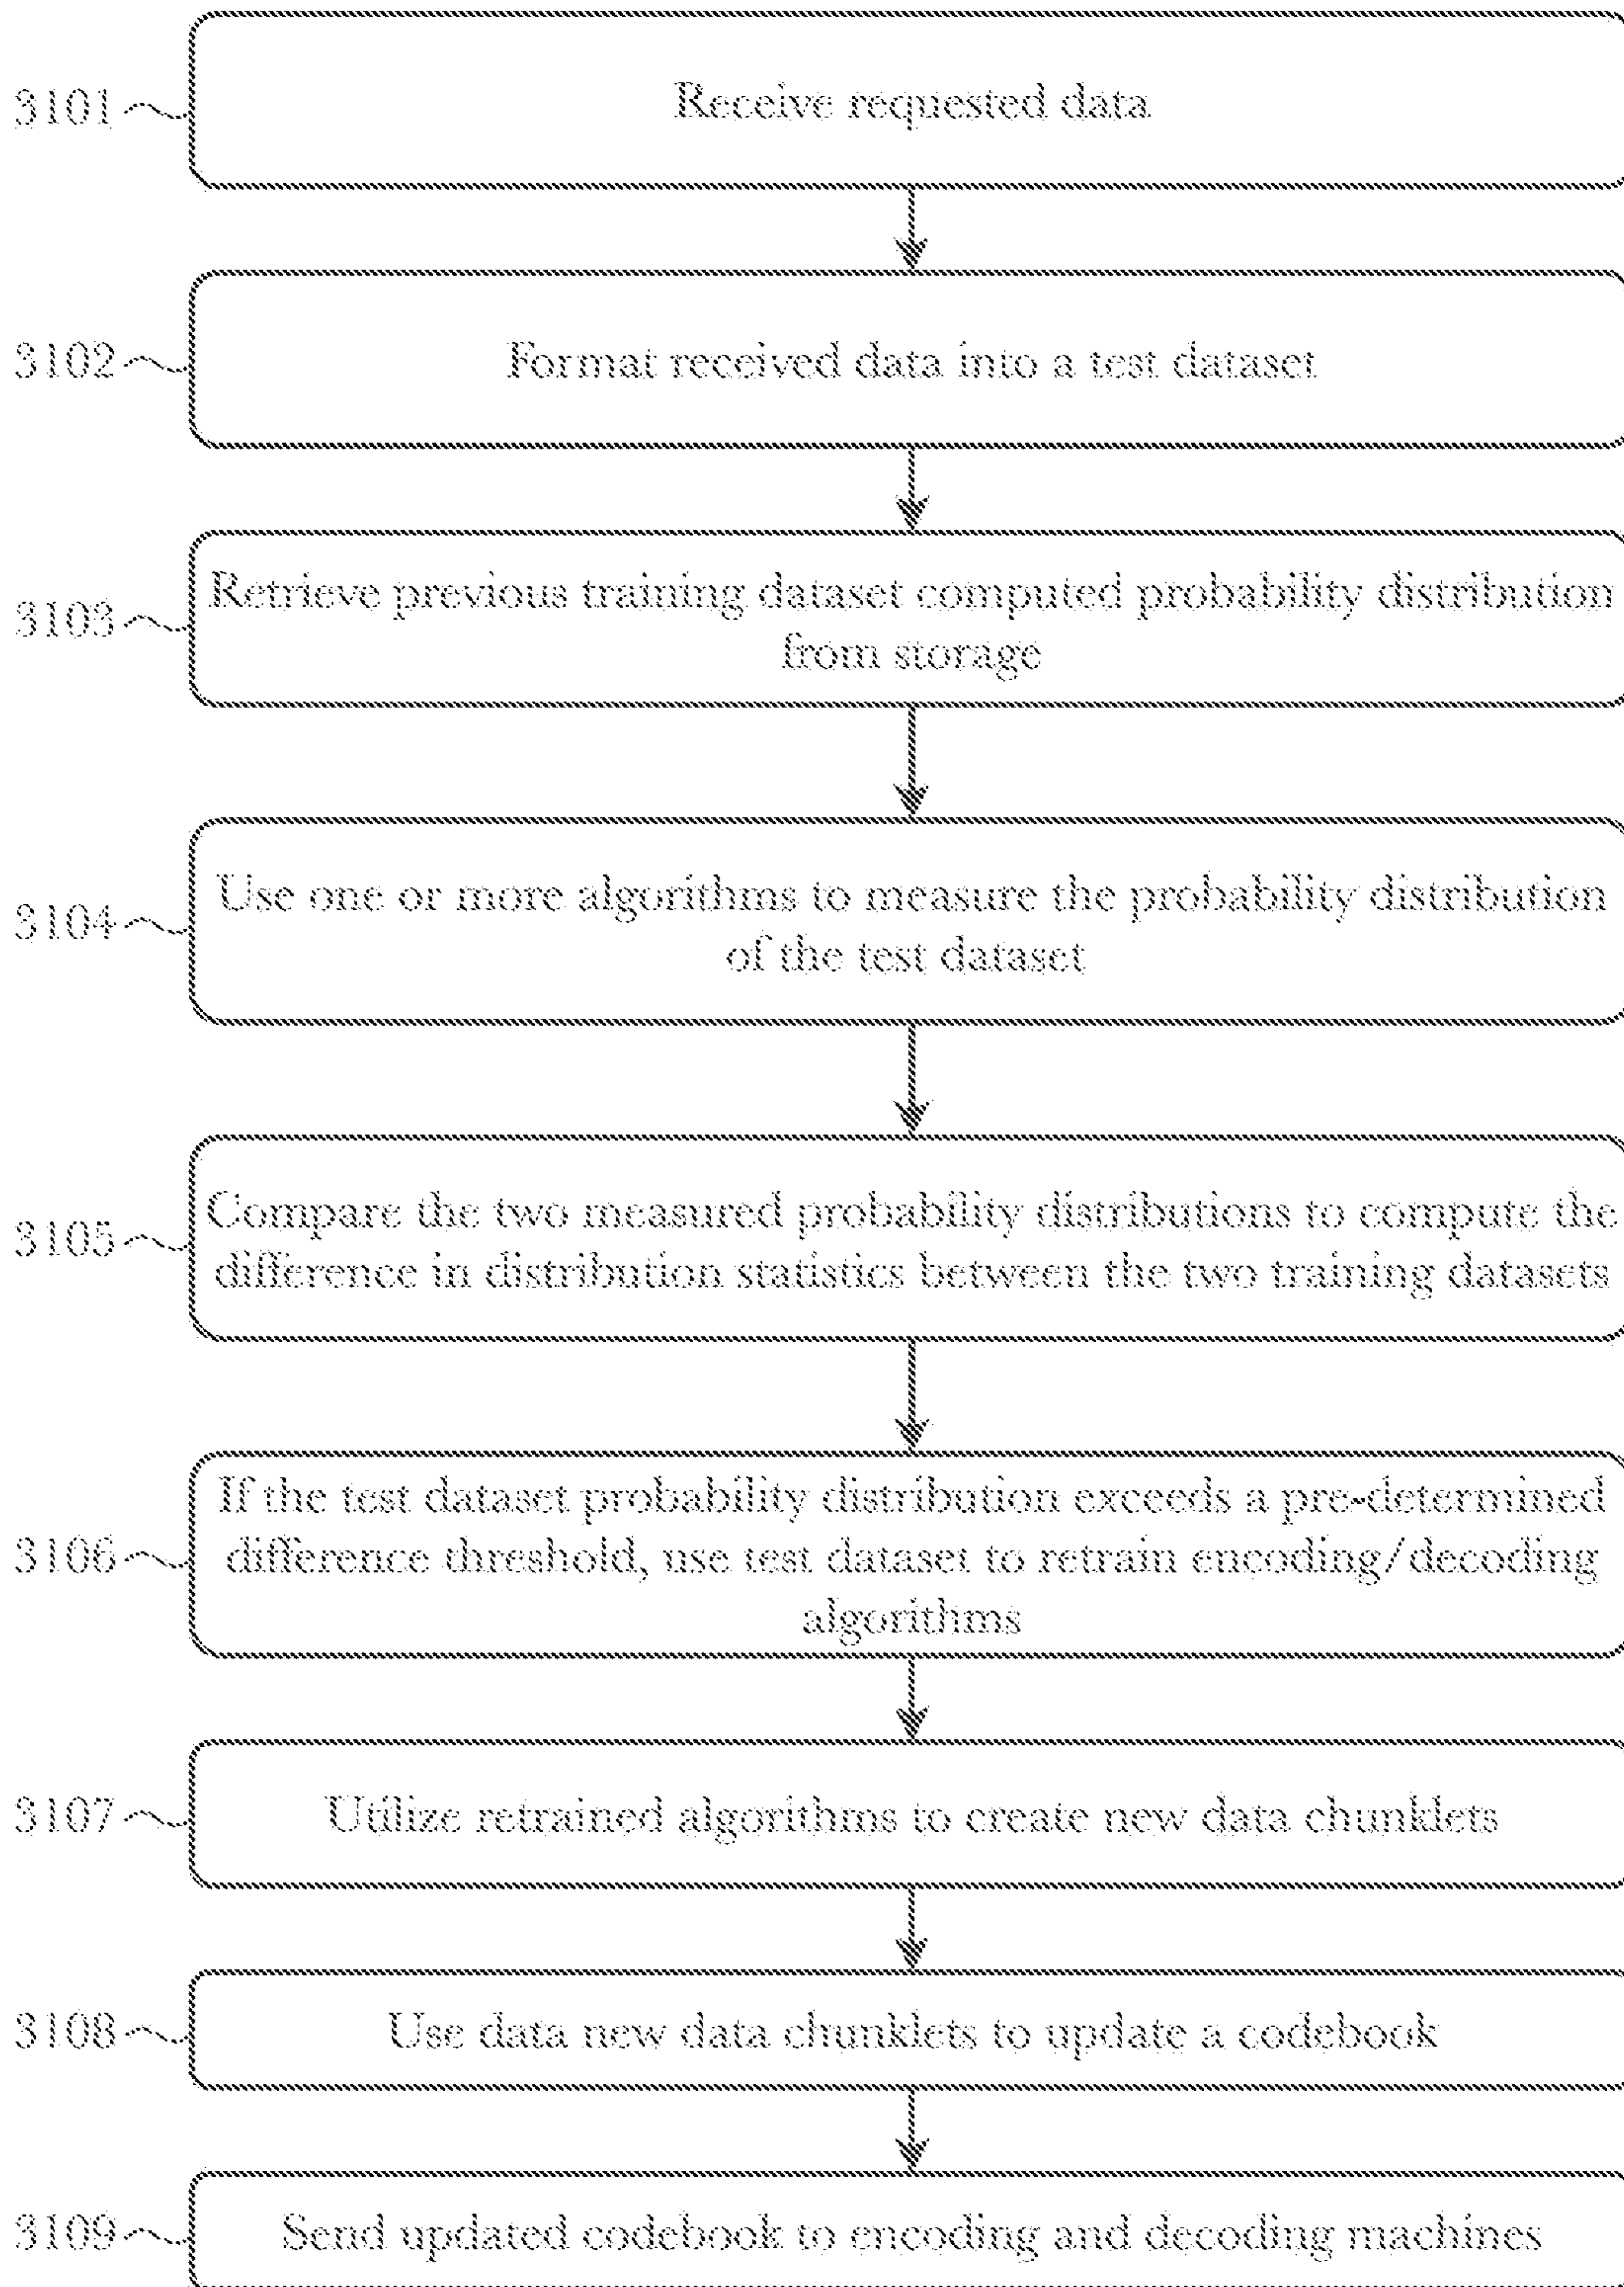 3101
Receive requested data
3102
Format received data into a test dataset
3103
Retrieve previous training dataset computed probability distribution
from storage
3104
Use one or more algorithms to measure the probability distribution
of the test dataset
3105
Compare the two measured probability distributions to compute the
difference in distribution statistics between the two training datasets
3106
If the test dataset probability distribution exceeds a pre-determined
difference threshold, use test dataset to retrain encoding/decoding
algorithms
3107
Utilize retrained algorithms to create new data chunklets
3108
Use data new data chunklets to update a codebook
3109
Send updated codebook to encoding and decoding machines